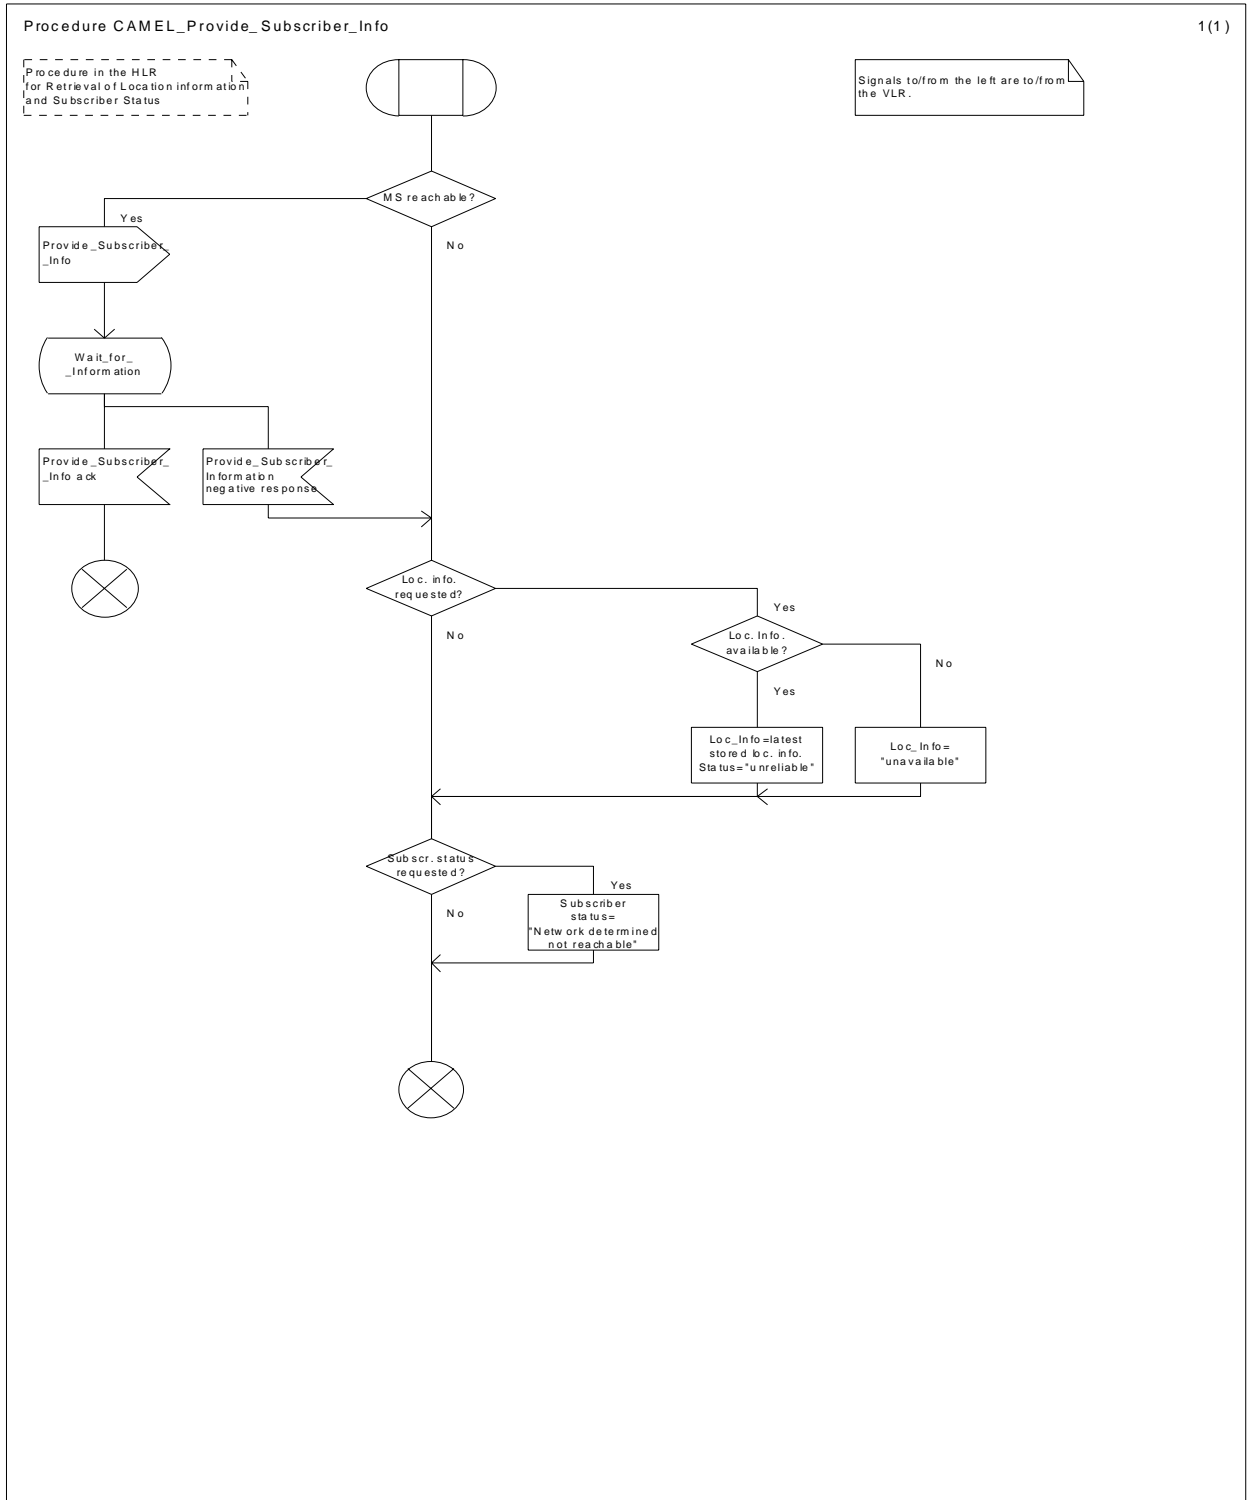 Procedure CAMEL_Provide_Subscriber_Info
1(1)
Procedure in the HLR
for Retrieval of Location information
and Subscriber Status
Signals to/from the left are to/from
the VLR.
MS reachable?
Yes
No
Provide_Subscriber_
_Info
Wait_for_
_Information
Provide_Subscriber_
_Info ack
Provide_Subscriber_
Information
negative response
Loc. info.
requested?
Yes
No
Loc. Info.
available?
No
Yes
Loc_Info=latest
stored loc. info.
Status="unreliable"
Loc_Info=
"unavailable"
Subscr. status
requested?
Yes
No
Subscriber
status=
"Network determined
not reachable"